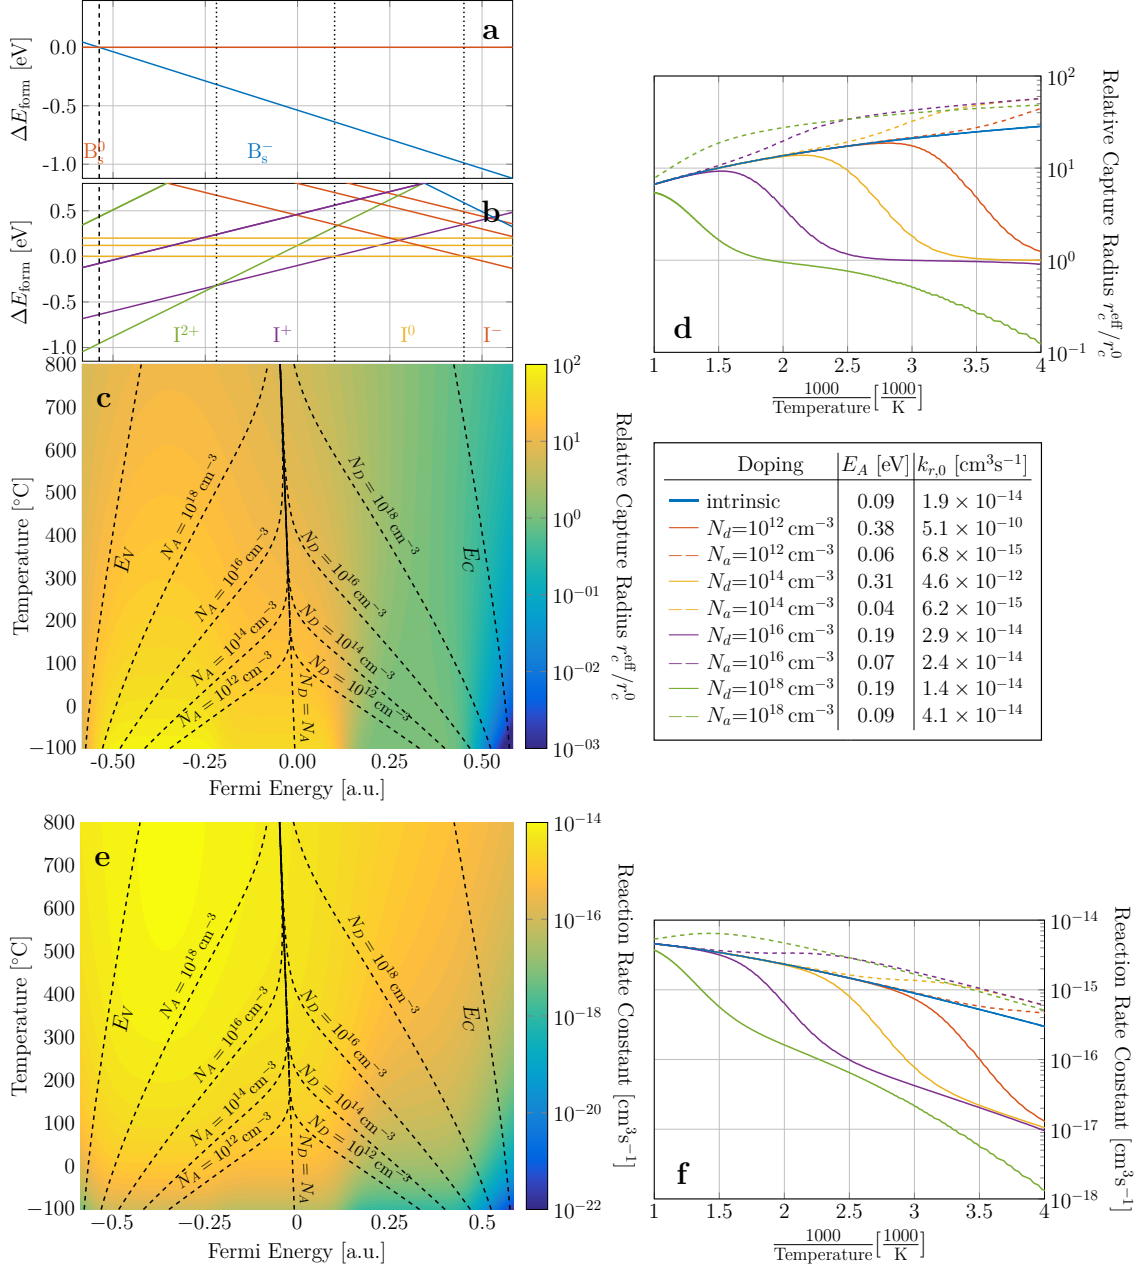 a
0.0
-0.5
-1.0
ΔE_form [eV]
B_s^0
B_s^-
b
0.5
0.0
-0.5
-1.0
ΔE_form [eV]
I^2+
I^+
I^0
I^-
c
800
700
600
500
400
300
200
100
0
−100
Temperature [°C]
-0.50
-0.25
0.00
0.25
0.50
Fermi Energy [a.u.]
E_V
N_A = 10^18 cm^−3
N_A = 10^16 cm^−3
N_A = 10^14 cm^−3
N_A = 10^12 cm^−3
N_D = N_A
N_D = 10^18 cm^−3
N_D = 10^16 cm^−3
N_D = 10^14 cm^−3
N_D = 10^12 cm^−3
E_C
10^2
10^1
10^0
10^−01
10^−02
10^−03
Relative Capture Radius r_c^eff/r_c^0
d
10^2
10^1
10^0
10^−1
Relative Capture Radius r_c^eff/r_c^0
1 1.5 2 2.5 3 3.5 4
1000/Temperature [1000/K]
Doping E_A [eV] k_r,0 [cm^3s^−1]
intrinsic 0.09 1.9 × 10^−14
N_d=10^12 cm^−3 0.38 5.1 × 10^−10
N_a=10^12 cm^−3 0.06 6.8 × 10^−15
N_d=10^14 cm^−3 0.31 4.6 × 10^−12
N_a=10^14 cm^−3 0.04 6.2 × 10^−15
N_d=10^16 cm^−3 0.19 2.9 × 10^−14
N_a=10^16 cm^−3 0.07 2.4 × 10^−14
N_d=10^18 cm^−3 0.19 1.4 × 10^−14
N_a=10^18 cm^−3 0.09 4.1 × 10^−14
e
800
700
600
500
400
300
200
100
0
−100
Temperature [°C]
-0.5
-0.25
0
0.25
0.5
Fermi Energy [a.u.]
E_V
N_A = 10^18 cm^−3
N_A = 10^16 cm^−3
N_A = 10^14 cm^−3
N_A = 10^12 cm^−3
N_D = N_A
N_D = 10^18 cm^−3
N_D = 10^16 cm^−3
N_D = 10^14 cm^−3
N_D = 10^12 cm^−3
E_C
10^−14
10^−16
10^−18
10^−20
10^−22
Reaction Rate Constant [cm^3s^−1]
f
10^−14
10^−15
10^−16
10^−17
10^−18
Reaction Rate Constant [cm^3s^−1]
1 1.5 2 2.5 3 3.5 4
1000/Temperature [1000/K]